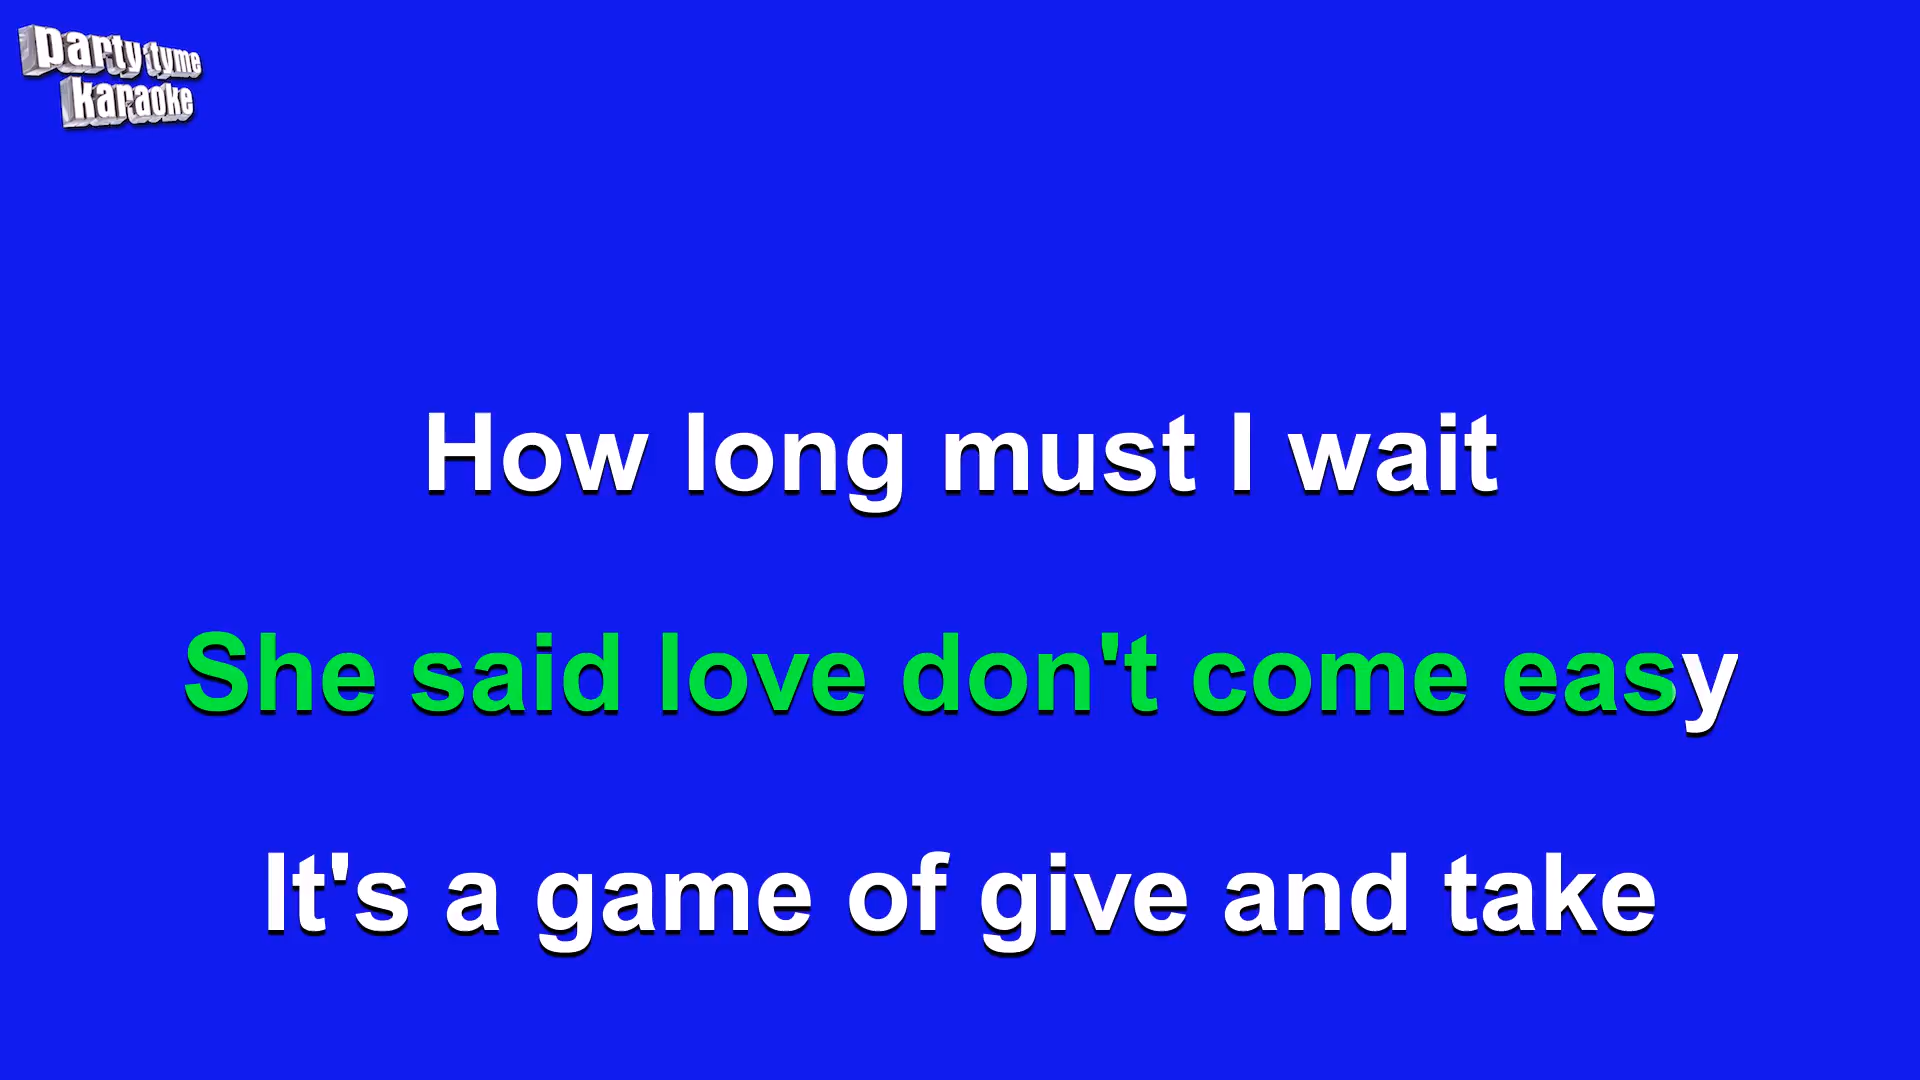 party tyme
karaoke
How long must I wait
She said love don't come easy
It's a game of give and take